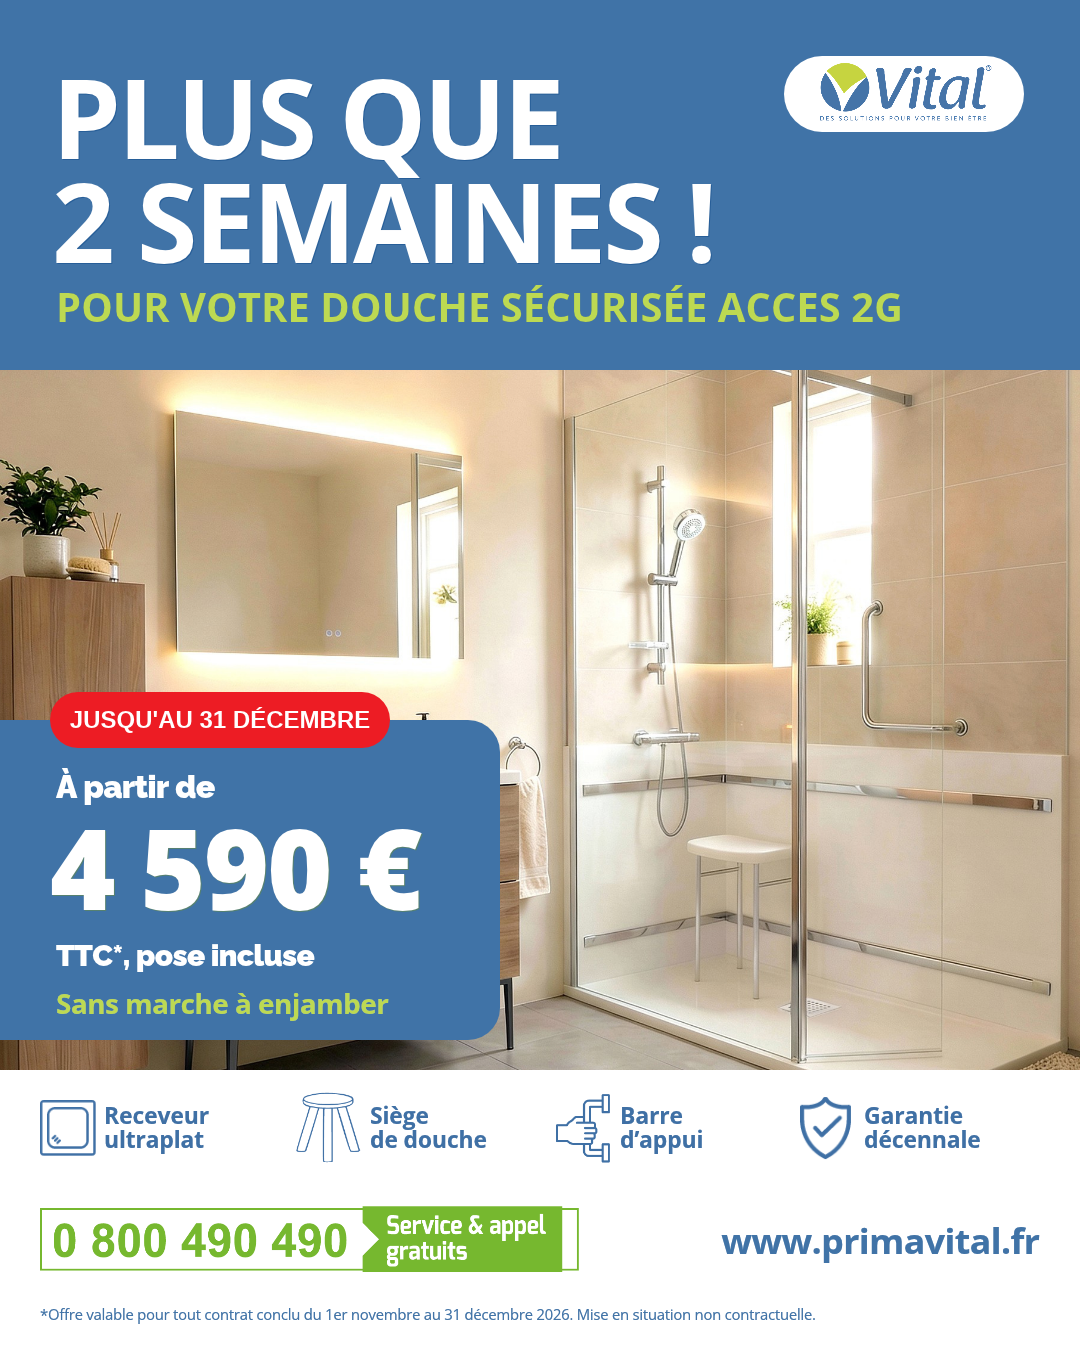 PLUS QUE
2 SEMAINES !
POUR VOTRE DOUCHE SÉCURISÉE ACCES 2G
Vital®
DES SOLUTIONS POUR VOTRE BIEN ÊTRE
JUSQU'AU 31 DÉCEMBRE
À partir de
4 590 €
TTC*, pose incluse
Sans marche à enjamber
Receveur
ultraplat
Siège
de douche
Barre
d’appui
Garantie
décennale
0 800 490 490
Service & appel
gratuits
www.primavital.fr
*Offre valable pour tout contrat conclu du 1er novembre au 31 décembre 2026. Mise en situation non contractuelle.